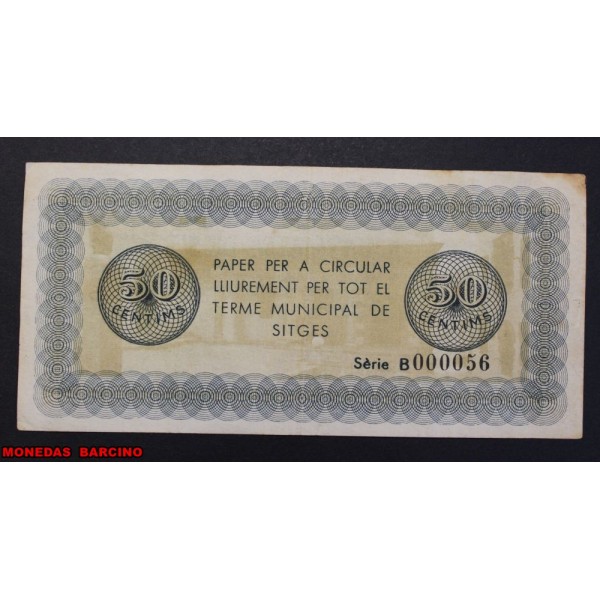 50
CENTIMS
PAPER PER A CIRCULAR
LLIUREMENT PER TOT EL
TERME MUNICIPAL DE
SITGES
50
CENTIMS
Sèrie B000056
MONEDAS BARCINO